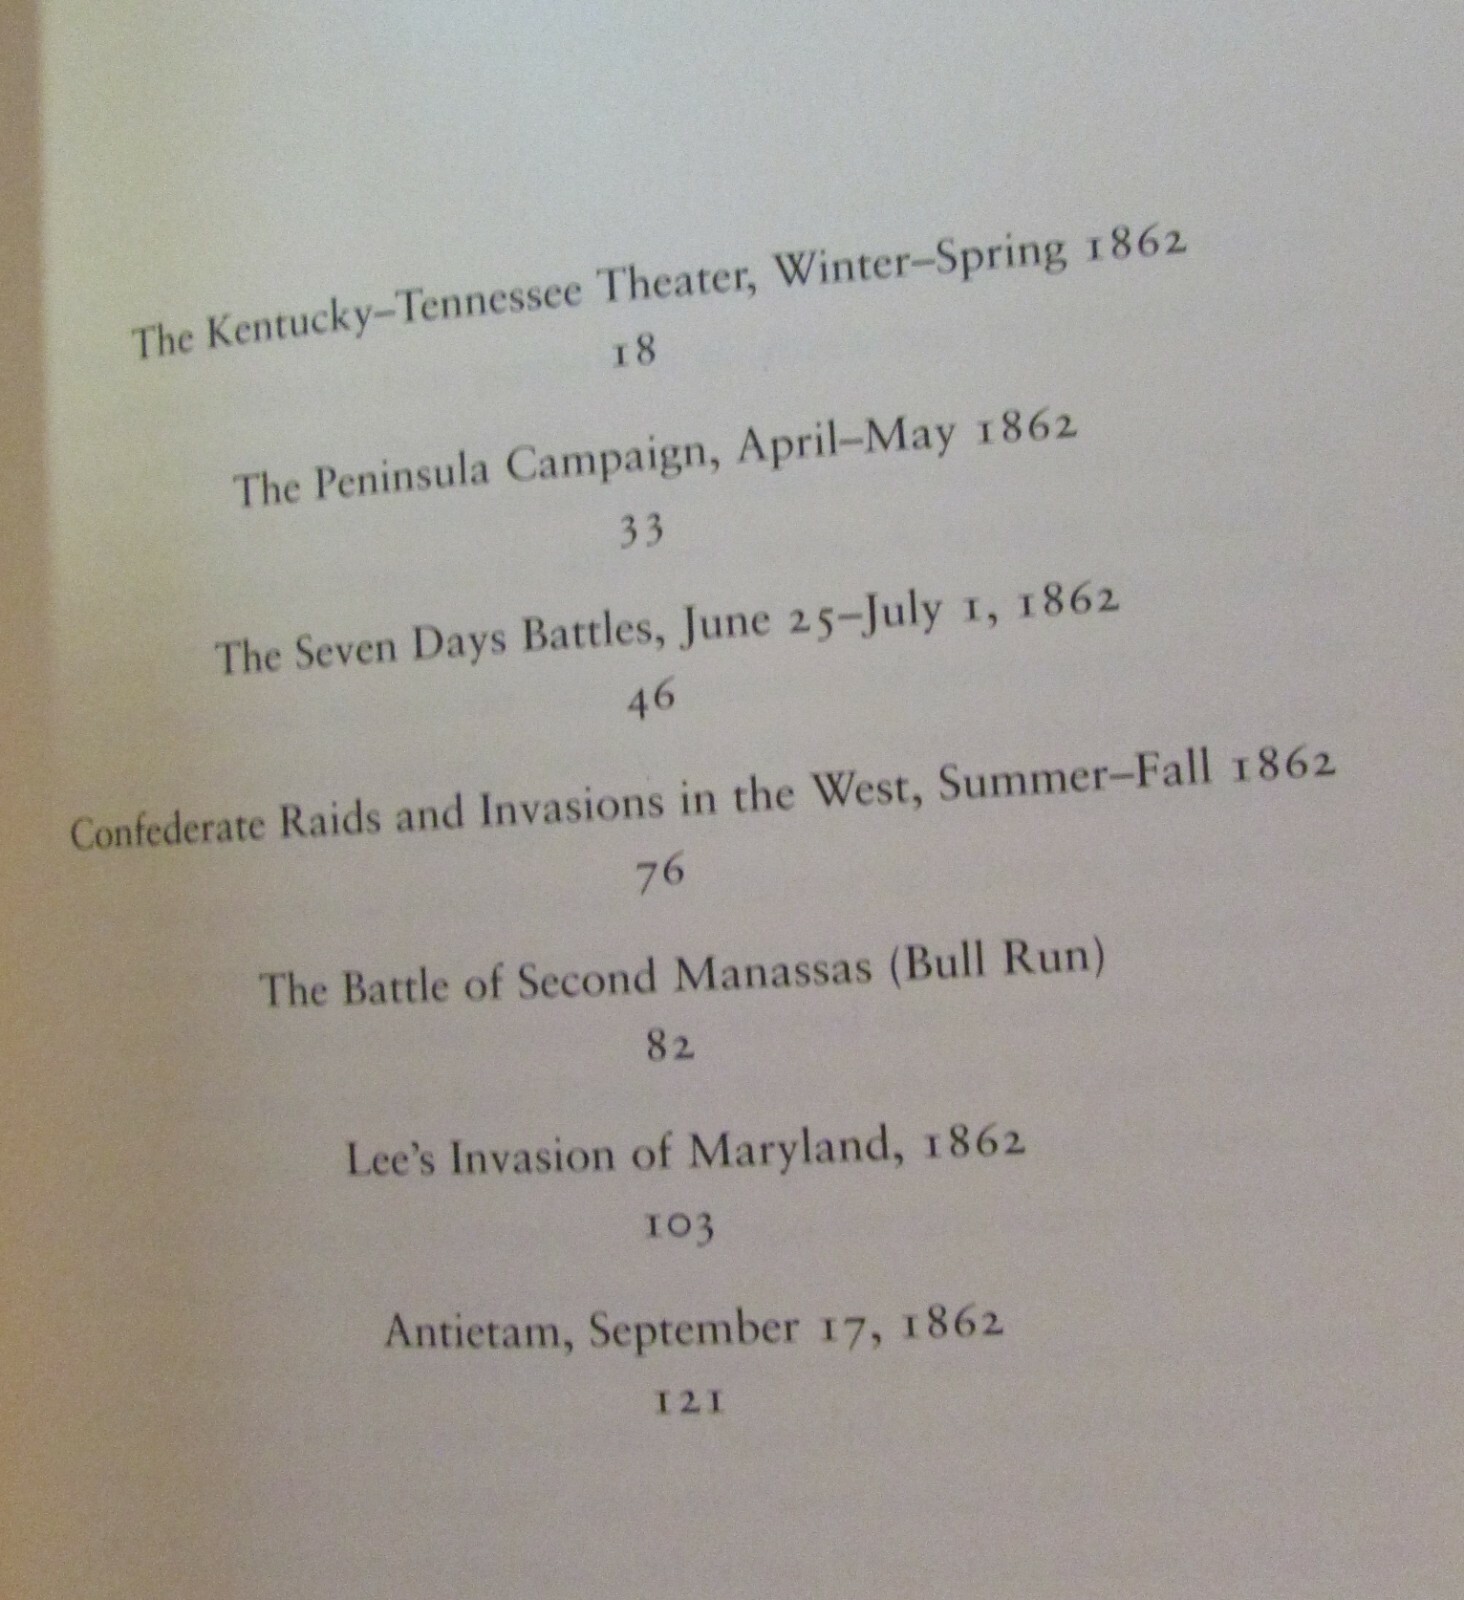 The Kentucky–Tennessee Theater, Winter–Spring 1862
18
The Peninsula Campaign, April–May 1862
33
The Seven Days Battles, June 25–July 1, 1862
46
Confederate Raids and Invasions in the West, Summer–Fall 1862
76
The Battle of Second Manassas (Bull Run)
82
Lee's Invasion of Maryland, 1862
103
Antietam, September 17, 1862
121